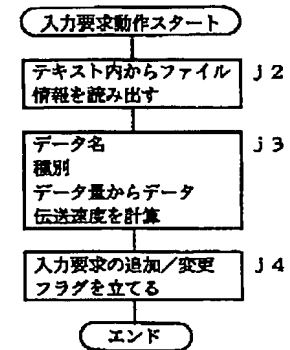 入力要求動作スタート
テキスト内からファイル j2
情報を読み出す
データ名 j3
種別
データ量からデータ
伝送速度を計算
入力要求の追加／変更 j4
フラグを立てる
エンド